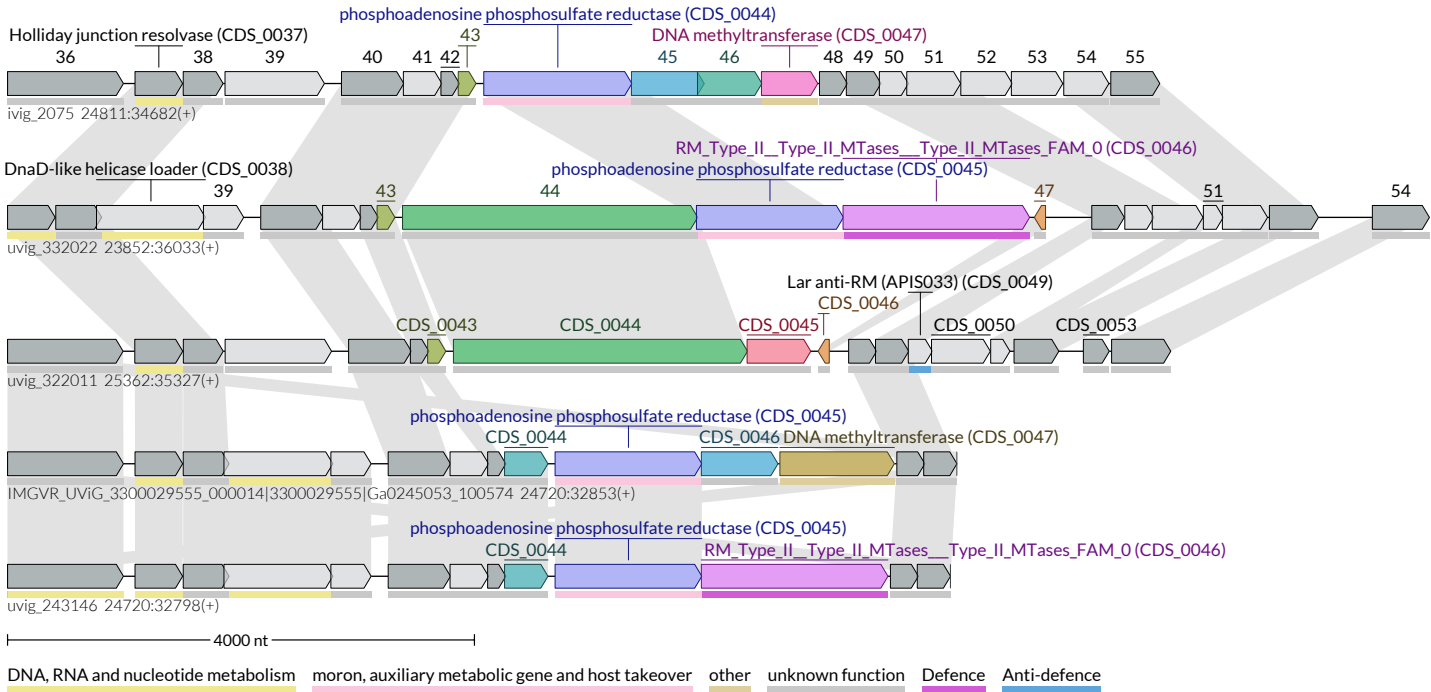 phosphoadenosine phosphosulfate reductase (CDS_0044)
Holliday junction resolvase (CDS_0037) 43 DNA methyltransferase (CDS_0047)
36 38 39 40 41 42 45 46 48 49 50 51 52 53 54 55
ivig_2075 24811:34682(+)
RM_Type_II__Type_II_MTases___Type_II_MTases_FAM_0 (CDS_0046)
DnaD-like helicase loader (CDS_0038) phosphoadenosine phosphosulfate reductase (CDS_0045)
39 43 44 47 51 54
uvig_332022 23852:36033(+)
Lar anti-RM (APIS033) (CDS_0049)
CDS_0046
CDS_0043 CDS_0044 CDS_0045 CDS_0050 CDS_0053
uvig_322011 25362:35327(+)
phosphoadenosine phosphosulfate reductase (CDS_0045)
CDS_0044 CDS_0046 DNA methyltransferase (CDS_0047)
IMGVR_UViG_3300029555_000014|3300029555|Ga0245053_100574 24720:32853(+)
phosphoadenosine phosphosulfate reductase (CDS_0045)
CDS_0044 RM_Type_II__Type_II_MTases___Type_II_MTases_FAM_0 (CDS_0046)
uvig_243146 24720:32798(+)
4000 nt
DNA, RNA and nucleotide metabolism moron, auxiliary metabolic gene and host takeover other unknown function Defence Anti-defence